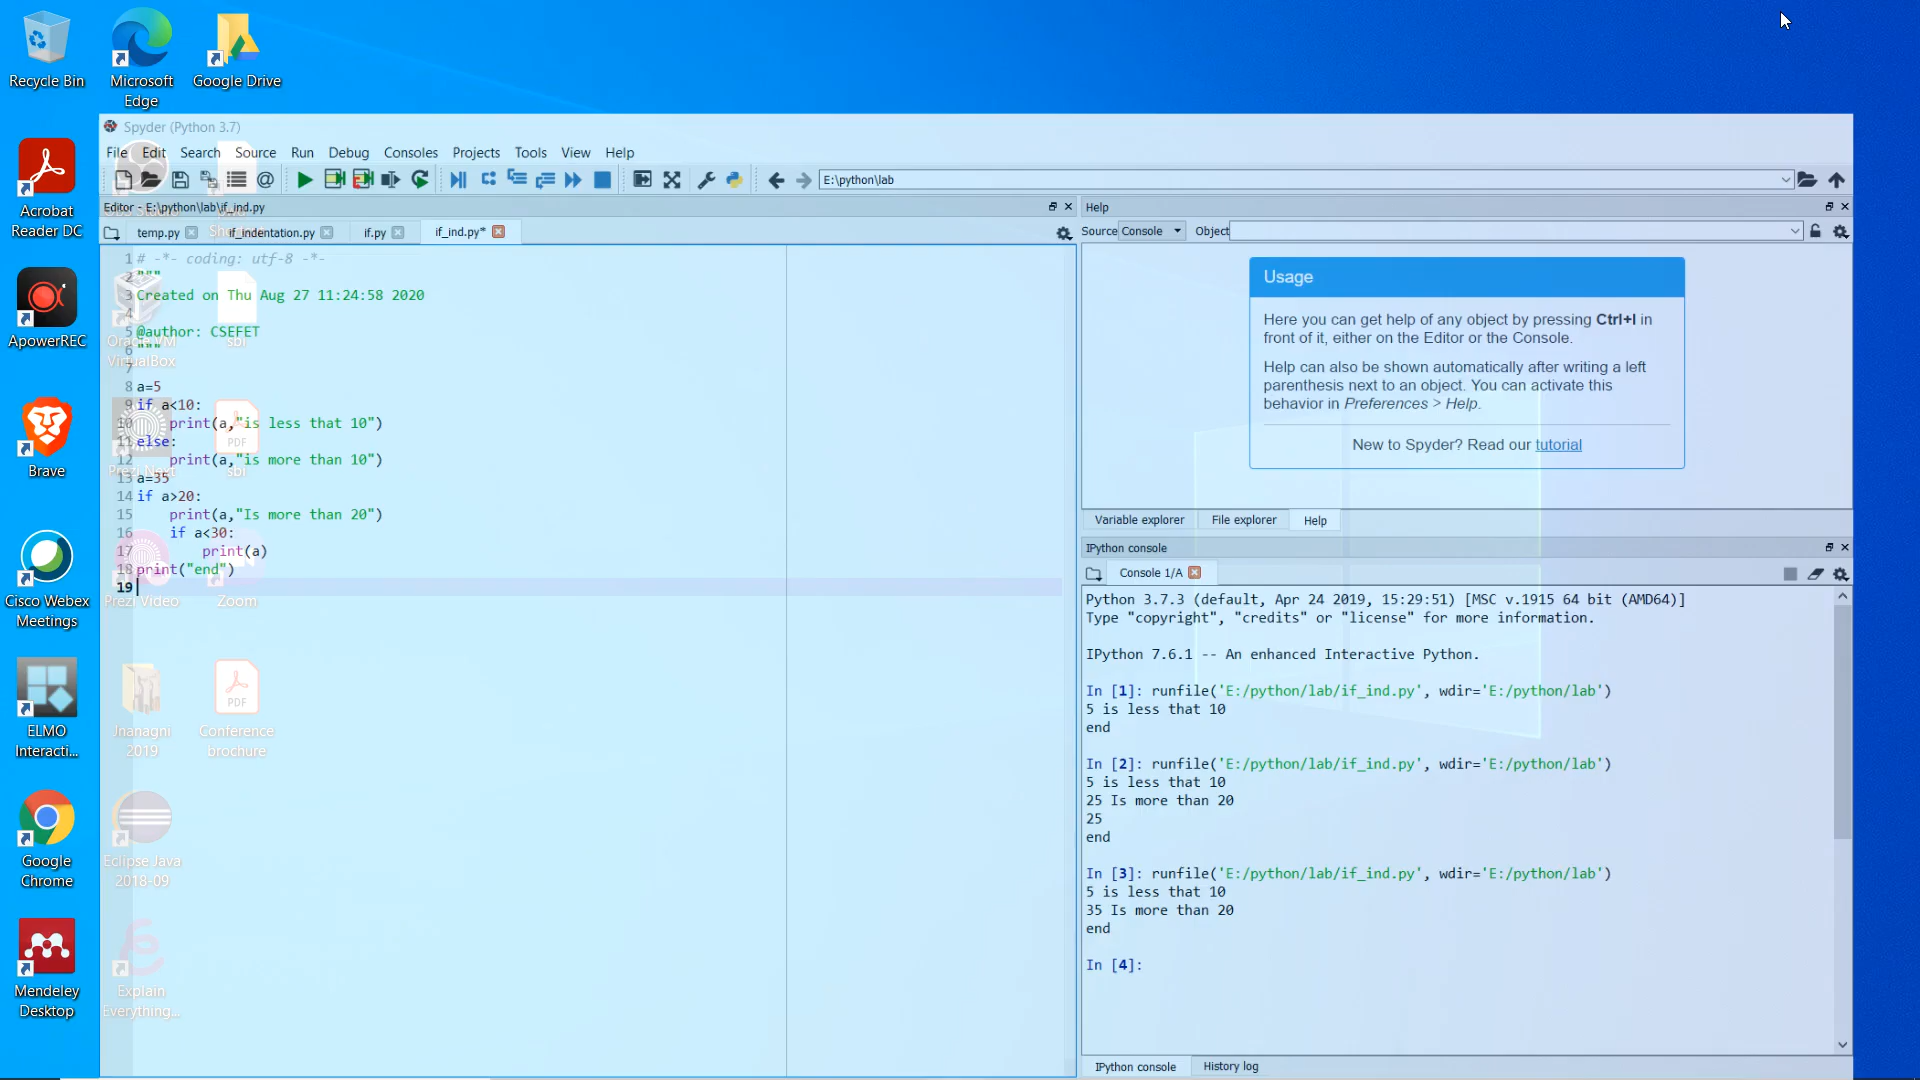 Recycle Bin
Microsoft
Edge
Google Drive
Acrobat
Reader DC
ApowerREC
Brave
Cisco Webex
Meetings
ELMO
Interacti...
Google
Chrome
Mendeley
Desktop
Oracle VM
VirtualBox
sbi
Prezi Next
sbi
Prezi Video
Zoom
Jnanagni
2019
Conference
brochure
Eclipse Java
2018-09
Explain
Everything...
Spyder (Python 3.7)
File Edit Search Source Run Debug Consoles Projects Tools View Help
E:\python\lab
Editor - E:\python\lab\if_ind.py
temp.py if_indentation.py if.py if_ind.py*
1 # -*- coding: utf-8 -*-
2 """
3 Created on Thu Aug 27 11:24:58 2020
4
5 @author: CSEFET
6 """
7
8 a=5
9 if a<10:
10 print(a,"is less that 10")
11 else:
12 print(a,"is more than 10")
13 a=35
14 if a>20:
15 print(a,"Is more than 20")
16 if a<30:
17 print(a)
18 print("end")
19
Help
Source Console Object
Usage
Here you can get help of any object by pressing Ctrl+I in
front of it, either on the Editor or the Console.
Help can also be shown automatically after writing a left
parenthesis next to an object. You can activate this
behavior in Preferences > Help.
New to Spyder? Read our tutorial
Variable explorer File explorer Help
IPython console
Console 1/A
Python 3.7.3 (default, Apr 24 2019, 15:29:51) [MSC v.1915 64 bit (AMD64)]
Type "copyright", "credits" or "license" for more information.
IPython 7.6.1 -- An enhanced Interactive Python.
In [1]: runfile('E:/python/lab/if_ind.py', wdir='E:/python/lab')
5 is less that 10
end
In [2]: runfile('E:/python/lab/if_ind.py', wdir='E:/python/lab')
5 is less that 10
25 Is more than 20
25
end
In [3]: runfile('E:/python/lab/if_ind.py', wdir='E:/python/lab')
5 is less that 10
35 Is more than 20
end
In [4]:
IPython console History log